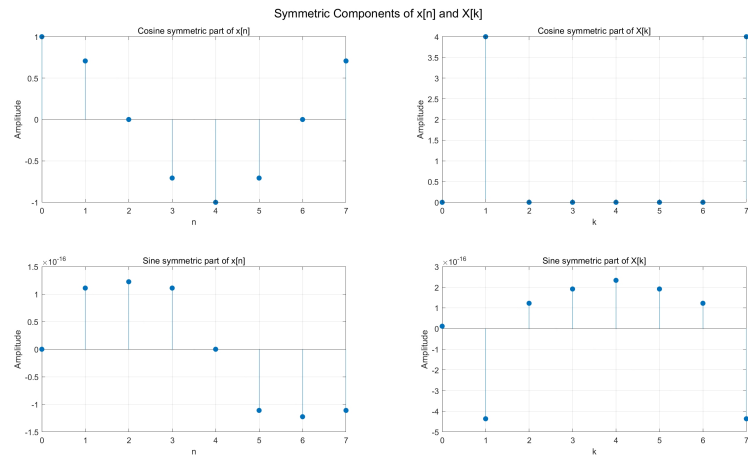 Symmetric Components of x[n] and X[k]
Cosine symmetric part of x[n]
Amplitude
1
0.5
0
-0.5
-1
0 1 2 3 4 5 6 7
n
Cosine symmetric part of X[k]
Amplitude
4
3.5
3
2.5
2
1.5
1
0.5
0
0 1 2 3 4 5 6 7
k
Sine symmetric part of x[n]
×10⁻¹⁶
Amplitude
1.5
1
0.5
0
-0.5
-1
-1.5
0 1 2 3 4 5 6 7
n
Sine symmetric part of X[k]
×10⁻¹⁶
Amplitude
3
2
1
0
-1
-2
-3
-4
-5
0 1 2 3 4 5 6 7
k